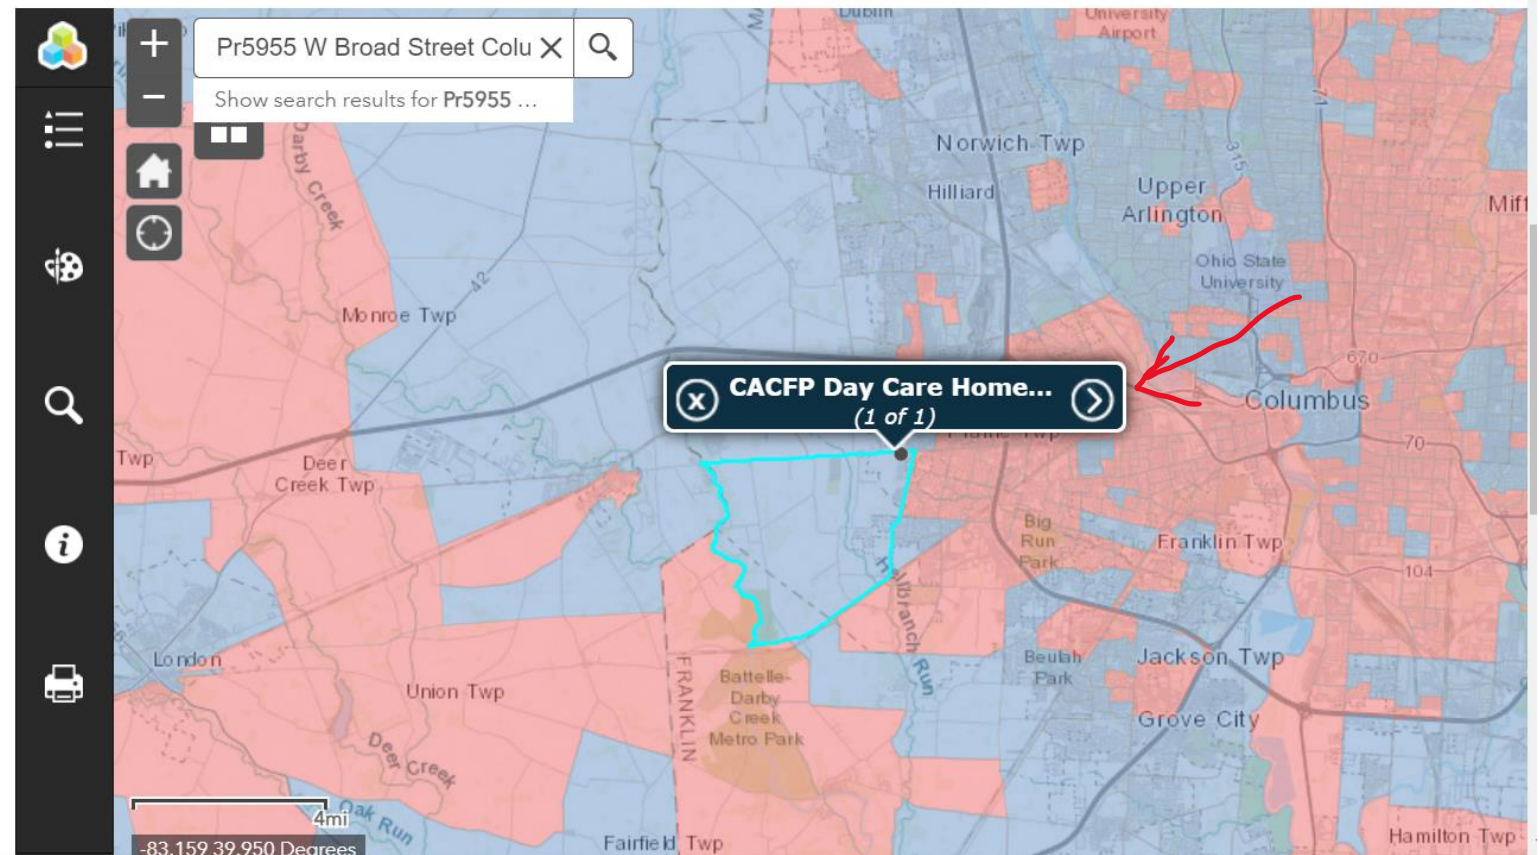 Pr5955 W Broad Street Colu
Show search results for Pr5955 ...
Dublin
University
Airport
71
Darby Creek
Norwich Twp
315
Hilliard
Upper
Arlington
Miff
Ohio State
University
42
Monroe Twp
670
CACFP Day Care Home...
(1 of 1)
Columbus
70
Twp
Deer
Creek Twp
Big
Run
Park
Franklin Twp
104
Hellbranch Run
London
Beulah
Park
Jackson Twp
FRANKLIN
Union Twp
Battelle-
Darby
Creek
Metro Park
Grove City
Deer Creek
Oak Run
4mi
-83.159 39.950 Degrees
Fairfield Twp
Hamilton Twp